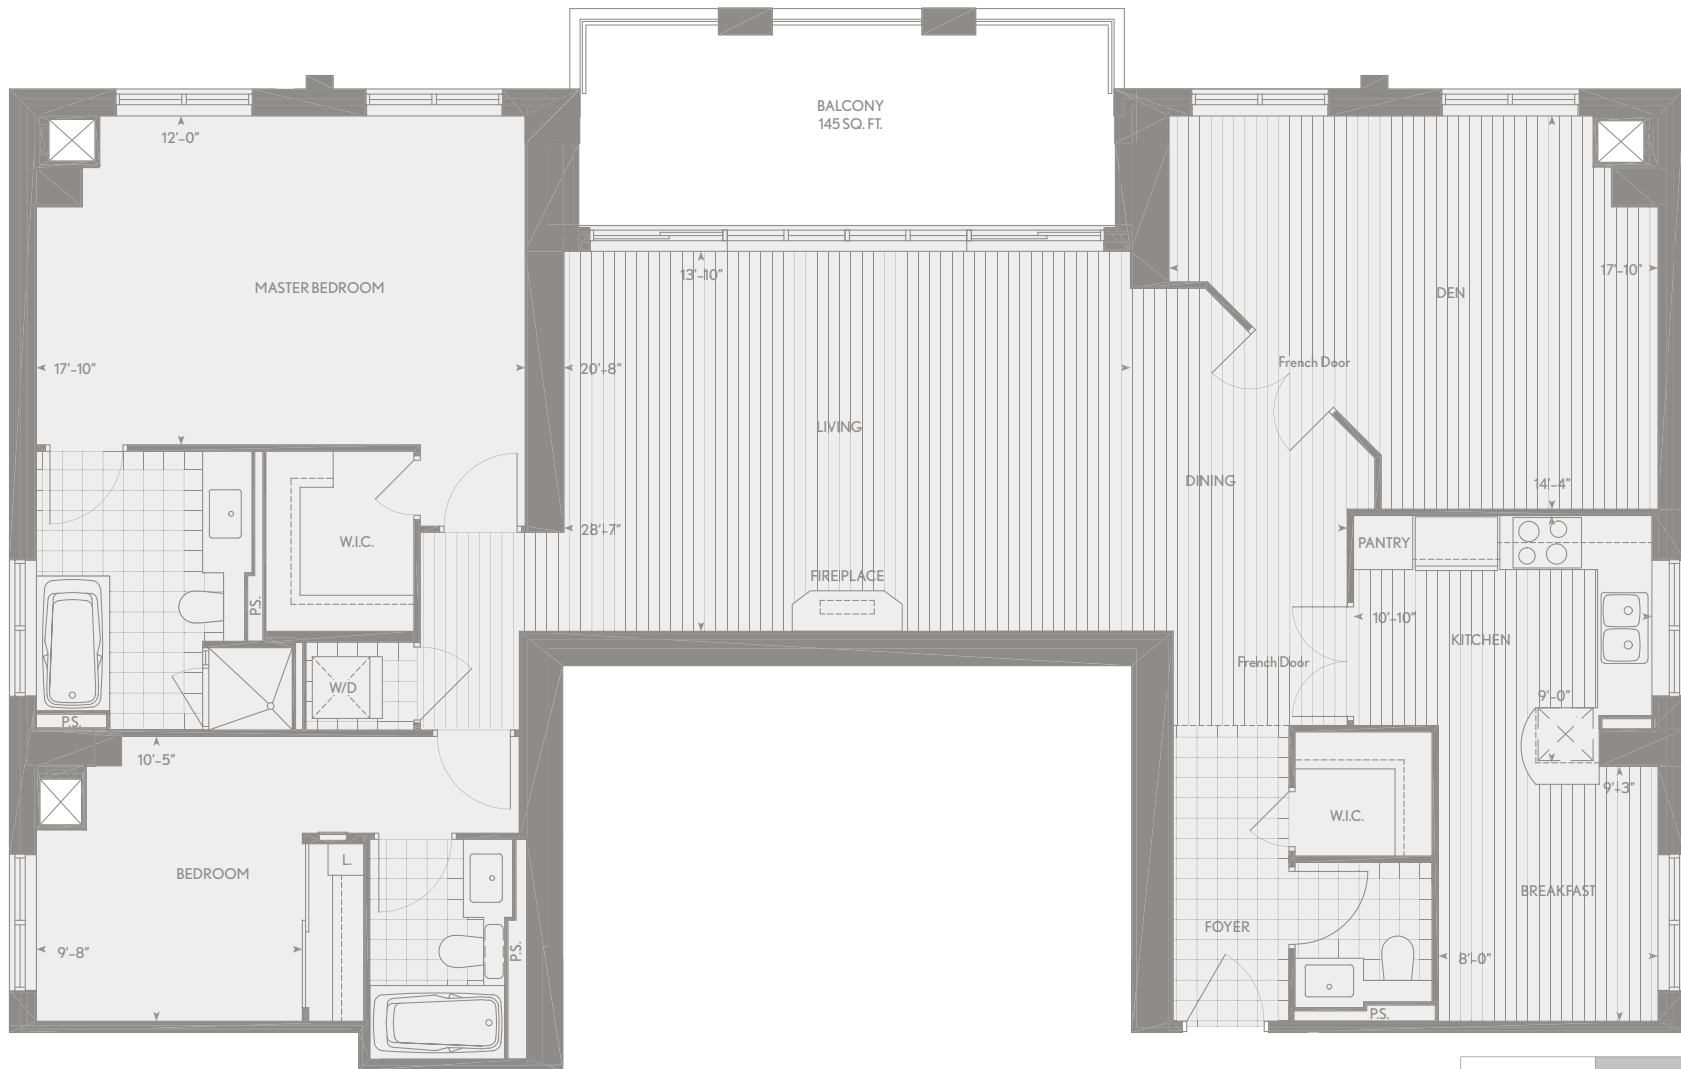 BALCONY
145 SQ. FT.
12'-0"
13'-10"
17'-10"
MASTER BEDROOM
DEN
17'-10"
20'-8"
French Door
LIVING
DINING
14'-4"
28'-7"
W.I.C.
PANTRY
FIREPLACE
P.S.
10'-10"
KITCHEN
French Door
W/D
9'-0"
P.S.
10'-5"
9'-3"
W.I.C.
L.
BEDROOM
BREAKFAST
FOYER
9'-8"
P.S.
8'-0"
P.S.